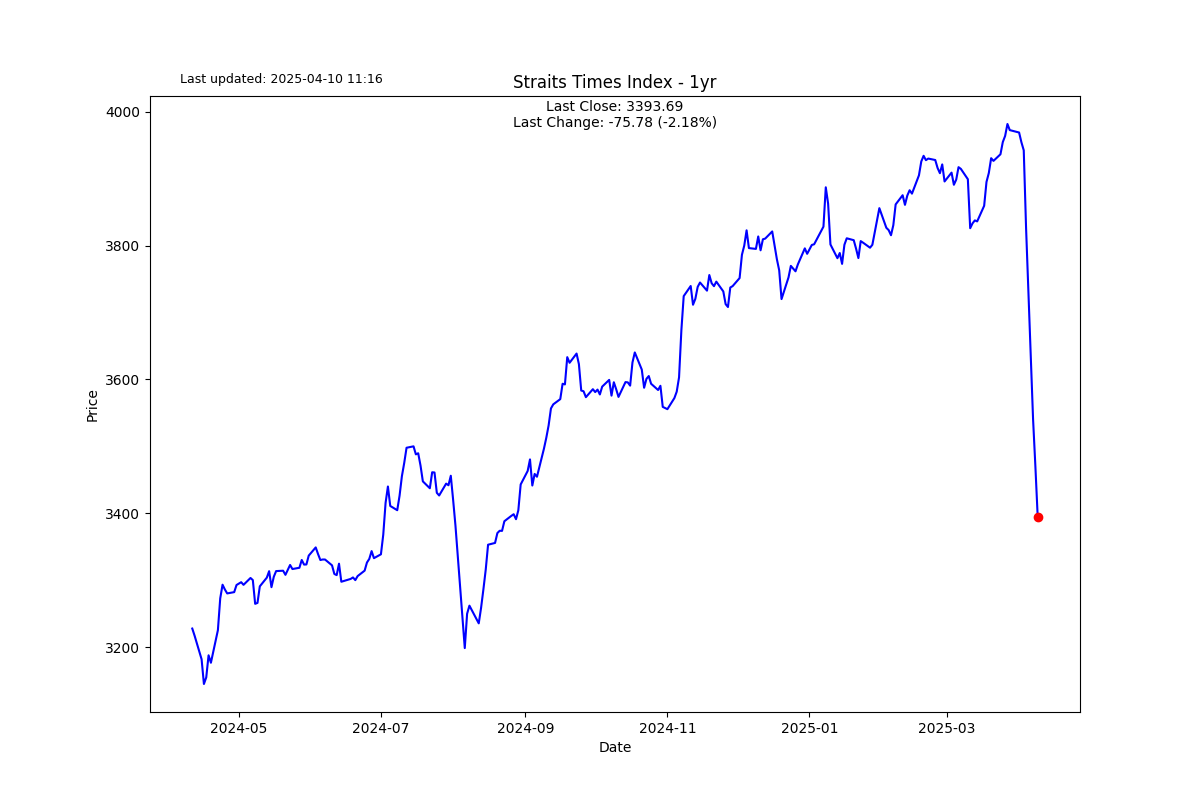 Last updated: 2025-04-10 11:16
Straits Times Index - 1yr
Last Close: 3393.69
Last Change: -75.78 (-2.18%)
4000
3800
3600
3400
3200
Price
2024-05
2024-07
2024-09
2024-11
2025-01
2025-03
Date